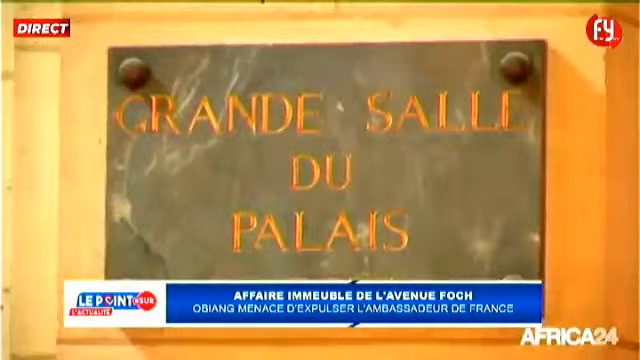 DIRECT
fy
GRANDE SALLE
DU
PALAIS
LE POINT SUR
L'ACTUALITÉ
AFFAIRE IMMEUBLE DE L'AVENUE FOCH
OBIANG MENACE D'EXPULSER L'AMBASSADEUR DE FRANCE
AFRICA24